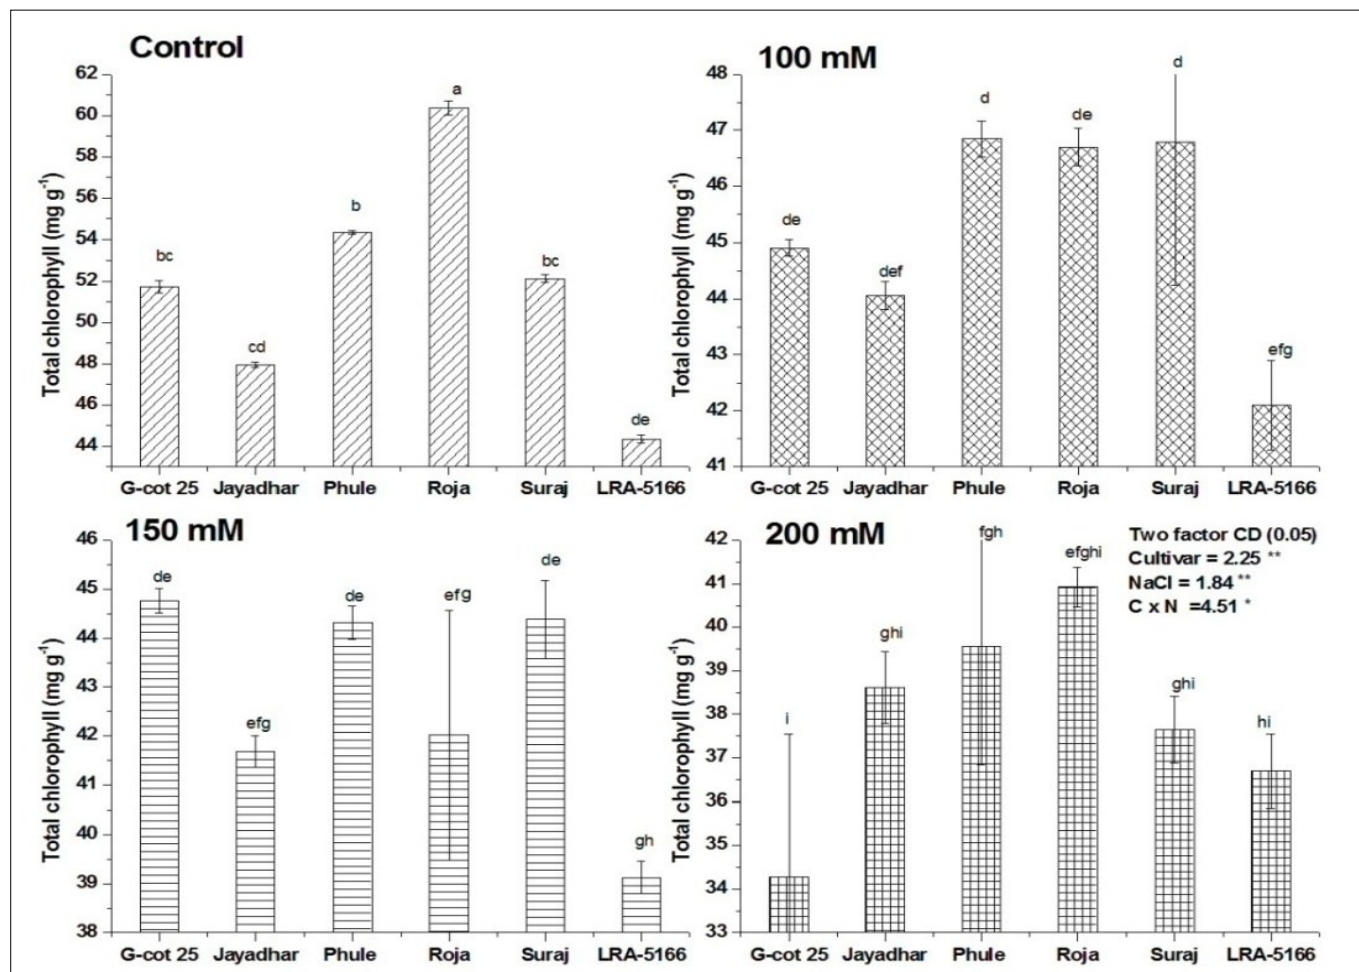 Control
Total chlorophyll (mg g⁻¹)
62
60
58
56
54
52
50
48
46
44
bc
cd
b
a
bc
de
G-cot 25 Jayadhar Phule Roja Suraj LRA-5166
100 mM
Total chlorophyll (mg g⁻¹)
48
47
46
45
44
43
42
41
de
def
d
de
d
efg
G-cot 25 Jayadhar Phule Roja Suraj LRA-5166
150 mM
Total chlorophyll (mg g⁻¹)
46
45
44
43
42
41
40
39
38
de
efg
de
efg
de
gh
G-cot 25 Jayadhar Phule Roja Suraj LRA-5166
200 mM
Total chlorophyll (mg g⁻¹)
42
41
40
39
38
37
36
35
34
33
i
ghi
fgh
efghi
ghi
hi
Two factor CD (0.05)
Cultivar = 2.25 **
NaCl = 1.84 **
C x N =4.51 *
G-cot 25 Jayadhar Phule Roja Suraj LRA-5166